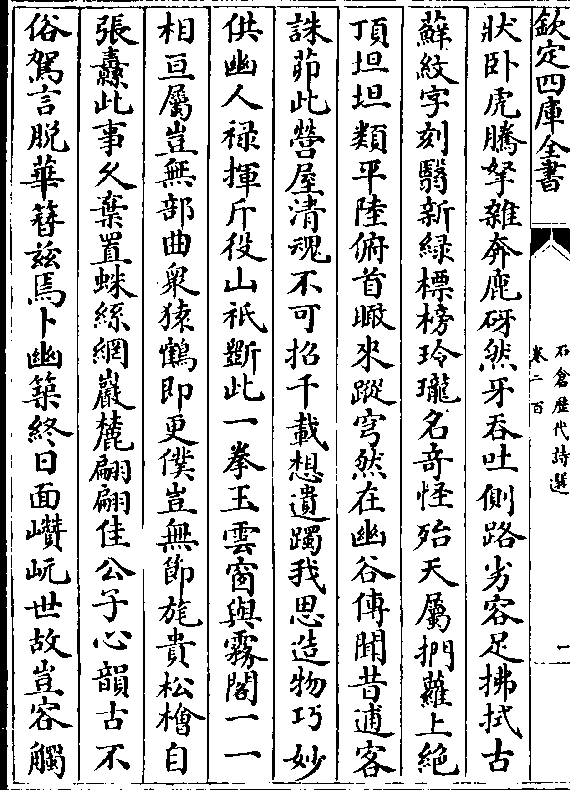 欽定四庫全書
石倉歴代詩選
卷二百
一
狀卧虎騰孥雜奔鹿砑然牙吞吐側路劣容足拂拭古
蘇紋字刻翳新綠標榜玲瓏名奇怪殆天屬捫蘿上絶
頂坦坦類平陸俯首瞰來蹤穹然在幽谷傳聞昔逋客
誅茆此營屋清魂不可招千載想遺躅我思造物巧妙
供幽人禄揮斤役山祇斲此一拳玉雲窗與霧閣一一
相亘屬豈無部曲衆猿鶴即更僕豈無節旄貴松檜自
張纛此事久棄置蛛絲網巖麓翩翩佳公子心韻古不
俗駕言脱華簪兹焉卜幽築終日面巑岏世故豈容觸